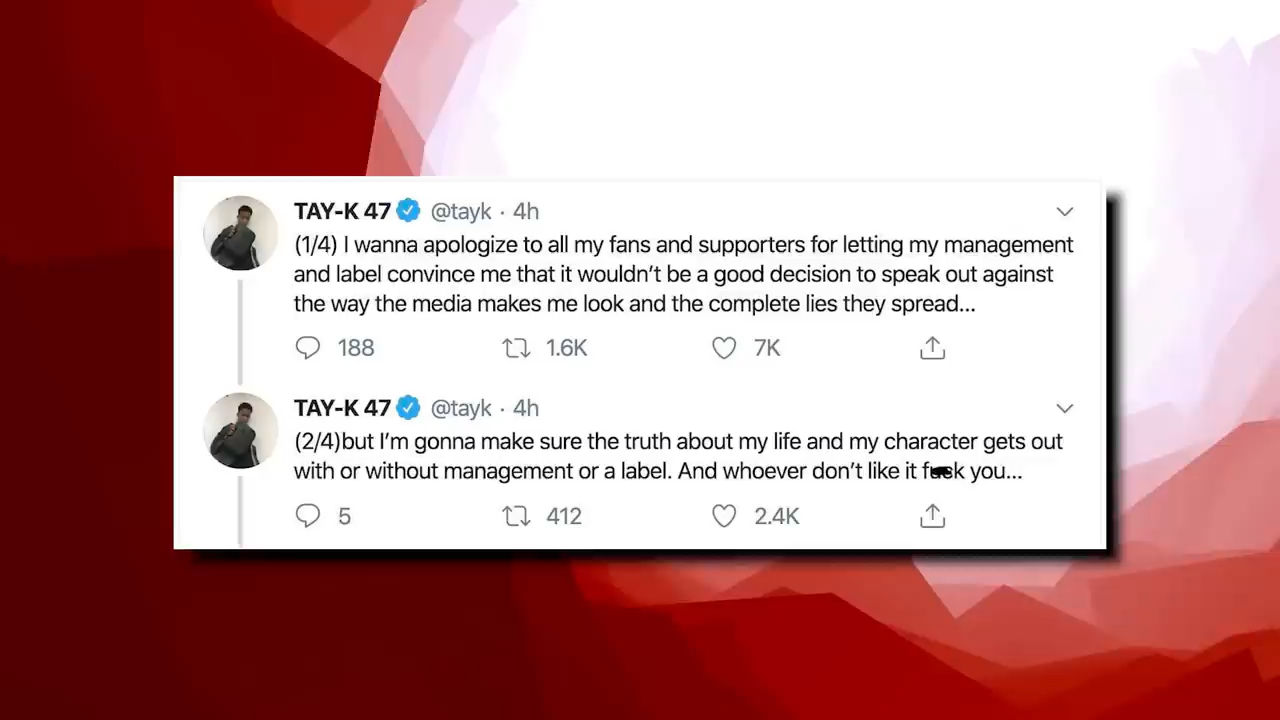 TAY-K 47 @tayk · 4h
(1/4) I wanna apologize to all my fans and supporters for letting my management
and label convince me that it wouldn't be a good decision to speak out against
the way the media makes me look and the complete lies they spread...
188 1.6K 7K
TAY-K 47 @tayk · 4h
(2/4)but I'm gonna make sure the truth about my life and my character gets out
with or without management or a label. And whoever don't like it you...
5 412 2.4K